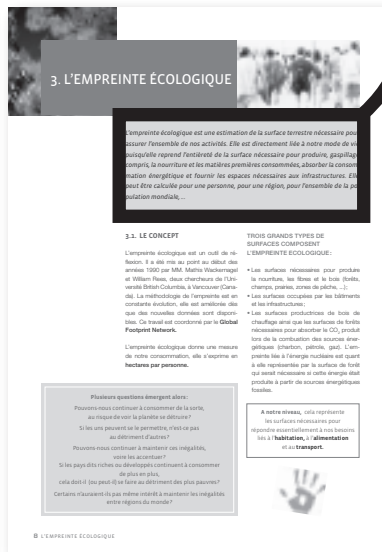 3. L'EMPREINTE ÉCOLOGIQUE
L'empreinte écologique est une estimation de la surface terrestre nécessaire pour
assurer l'ensemble de nos activités. Elle est directement liée à notre mode de vie
puisqu'elle reprend l'entièreté de la surface nécessaire pour produire, gaspillage
compris, la nourriture et les matières premières consommées, absorber la consom-
mation énergétique et fournir les espaces nécessaires aux infrastructures. Elle
peut être calculée pour une personne, pour une région, pour l'ensemble de la po-
pulation mondiale, ...
3.1. LE CONCEPT
L'empreinte écologique est un outil de ré-
flexion. Il a été mis au point au début des
années 1990 par MM. Mathis Wackernagel
et William Rees, deux chercheurs de l'Uni-
versité British Columbia, à Vancouver (Cana-
da). La méthodologie de l'empreinte est en
constante évolution, elle est améliorée dès
que des nouvelles données sont disponi-
bles. Ce travail est coordonné par le Global
Footprint Network.
L'empreinte écologique donne une mesure
de notre consommation, elle s'exprime en
hectares par personne.
TROIS GRANDS TYPES DE
SURFACES COMPOSENT
L'EMPREINTE ECOLOGIQUE:
• Les surfaces nécessaires pour produire
la nourriture, les fibres et le bois (forêts,
champs, prairies, zones de pêche, ...);
• Les surfaces occupées par les bâtiments
et les infrastructures;
• Les surfaces productrices de bois de
chauffage ainsi que les surfaces de forêts
nécessaires pour absorber le CO₂ produit
lors de la combustion des sources éner-
gétiques (charbon, pétrole, gaz). L'em-
preinte liée à l'énergie nucléaire est quant
à elle représentée par la surface de forêt
qui serait nécessaire si cette énergie était
produite à partir de sources énergétiques
fossiles.
Plusieurs questions émergent alors:
Pouvons-nous continuer à consommer de la sorte,
au risque de voir la planète se détruire?
Si les uns peuvent se le permettre, n'est-ce pas
au détriment d'autres?
Pouvons-nous continuer à maintenir ces inégalités,
voire les accentuer?
Si les pays dits riches ou développés continuent à consommer
de plus en plus,
cela doit-il (ou peut-il) se faire au détriment des plus pauvres?
Certains n'auraient-ils pas même intérêt à maintenir les inégalités
entre régions du monde?
A notre niveau, cela représente
les surfaces nécessaires pour
répondre essentiellement à nos besoins
liés à l'habitation, à l'alimentation
et au transport.
8 L'EMPREINTE ÉCOLOGIQUE